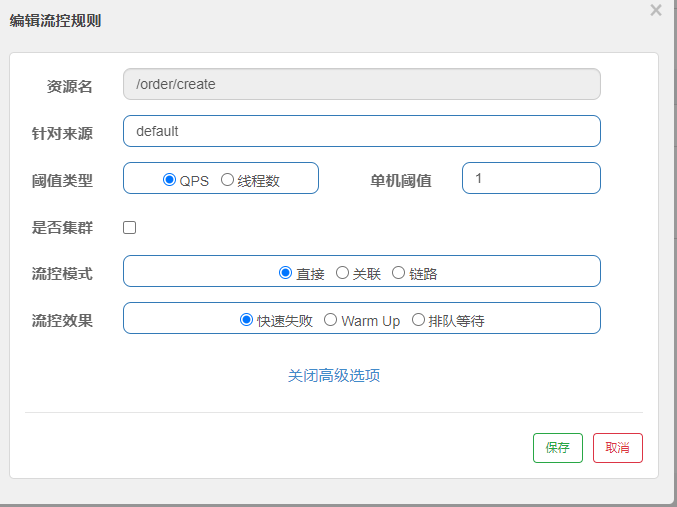 编辑流控规则
×
资源名 /order/create
针对来源 default
阈值类型 QPS 线程数 单机阈值 1
是否集群
流控模式 直接 关联 链路
流控效果 快速失败 Warm Up 排队等待
关闭高级选项
保存 取消